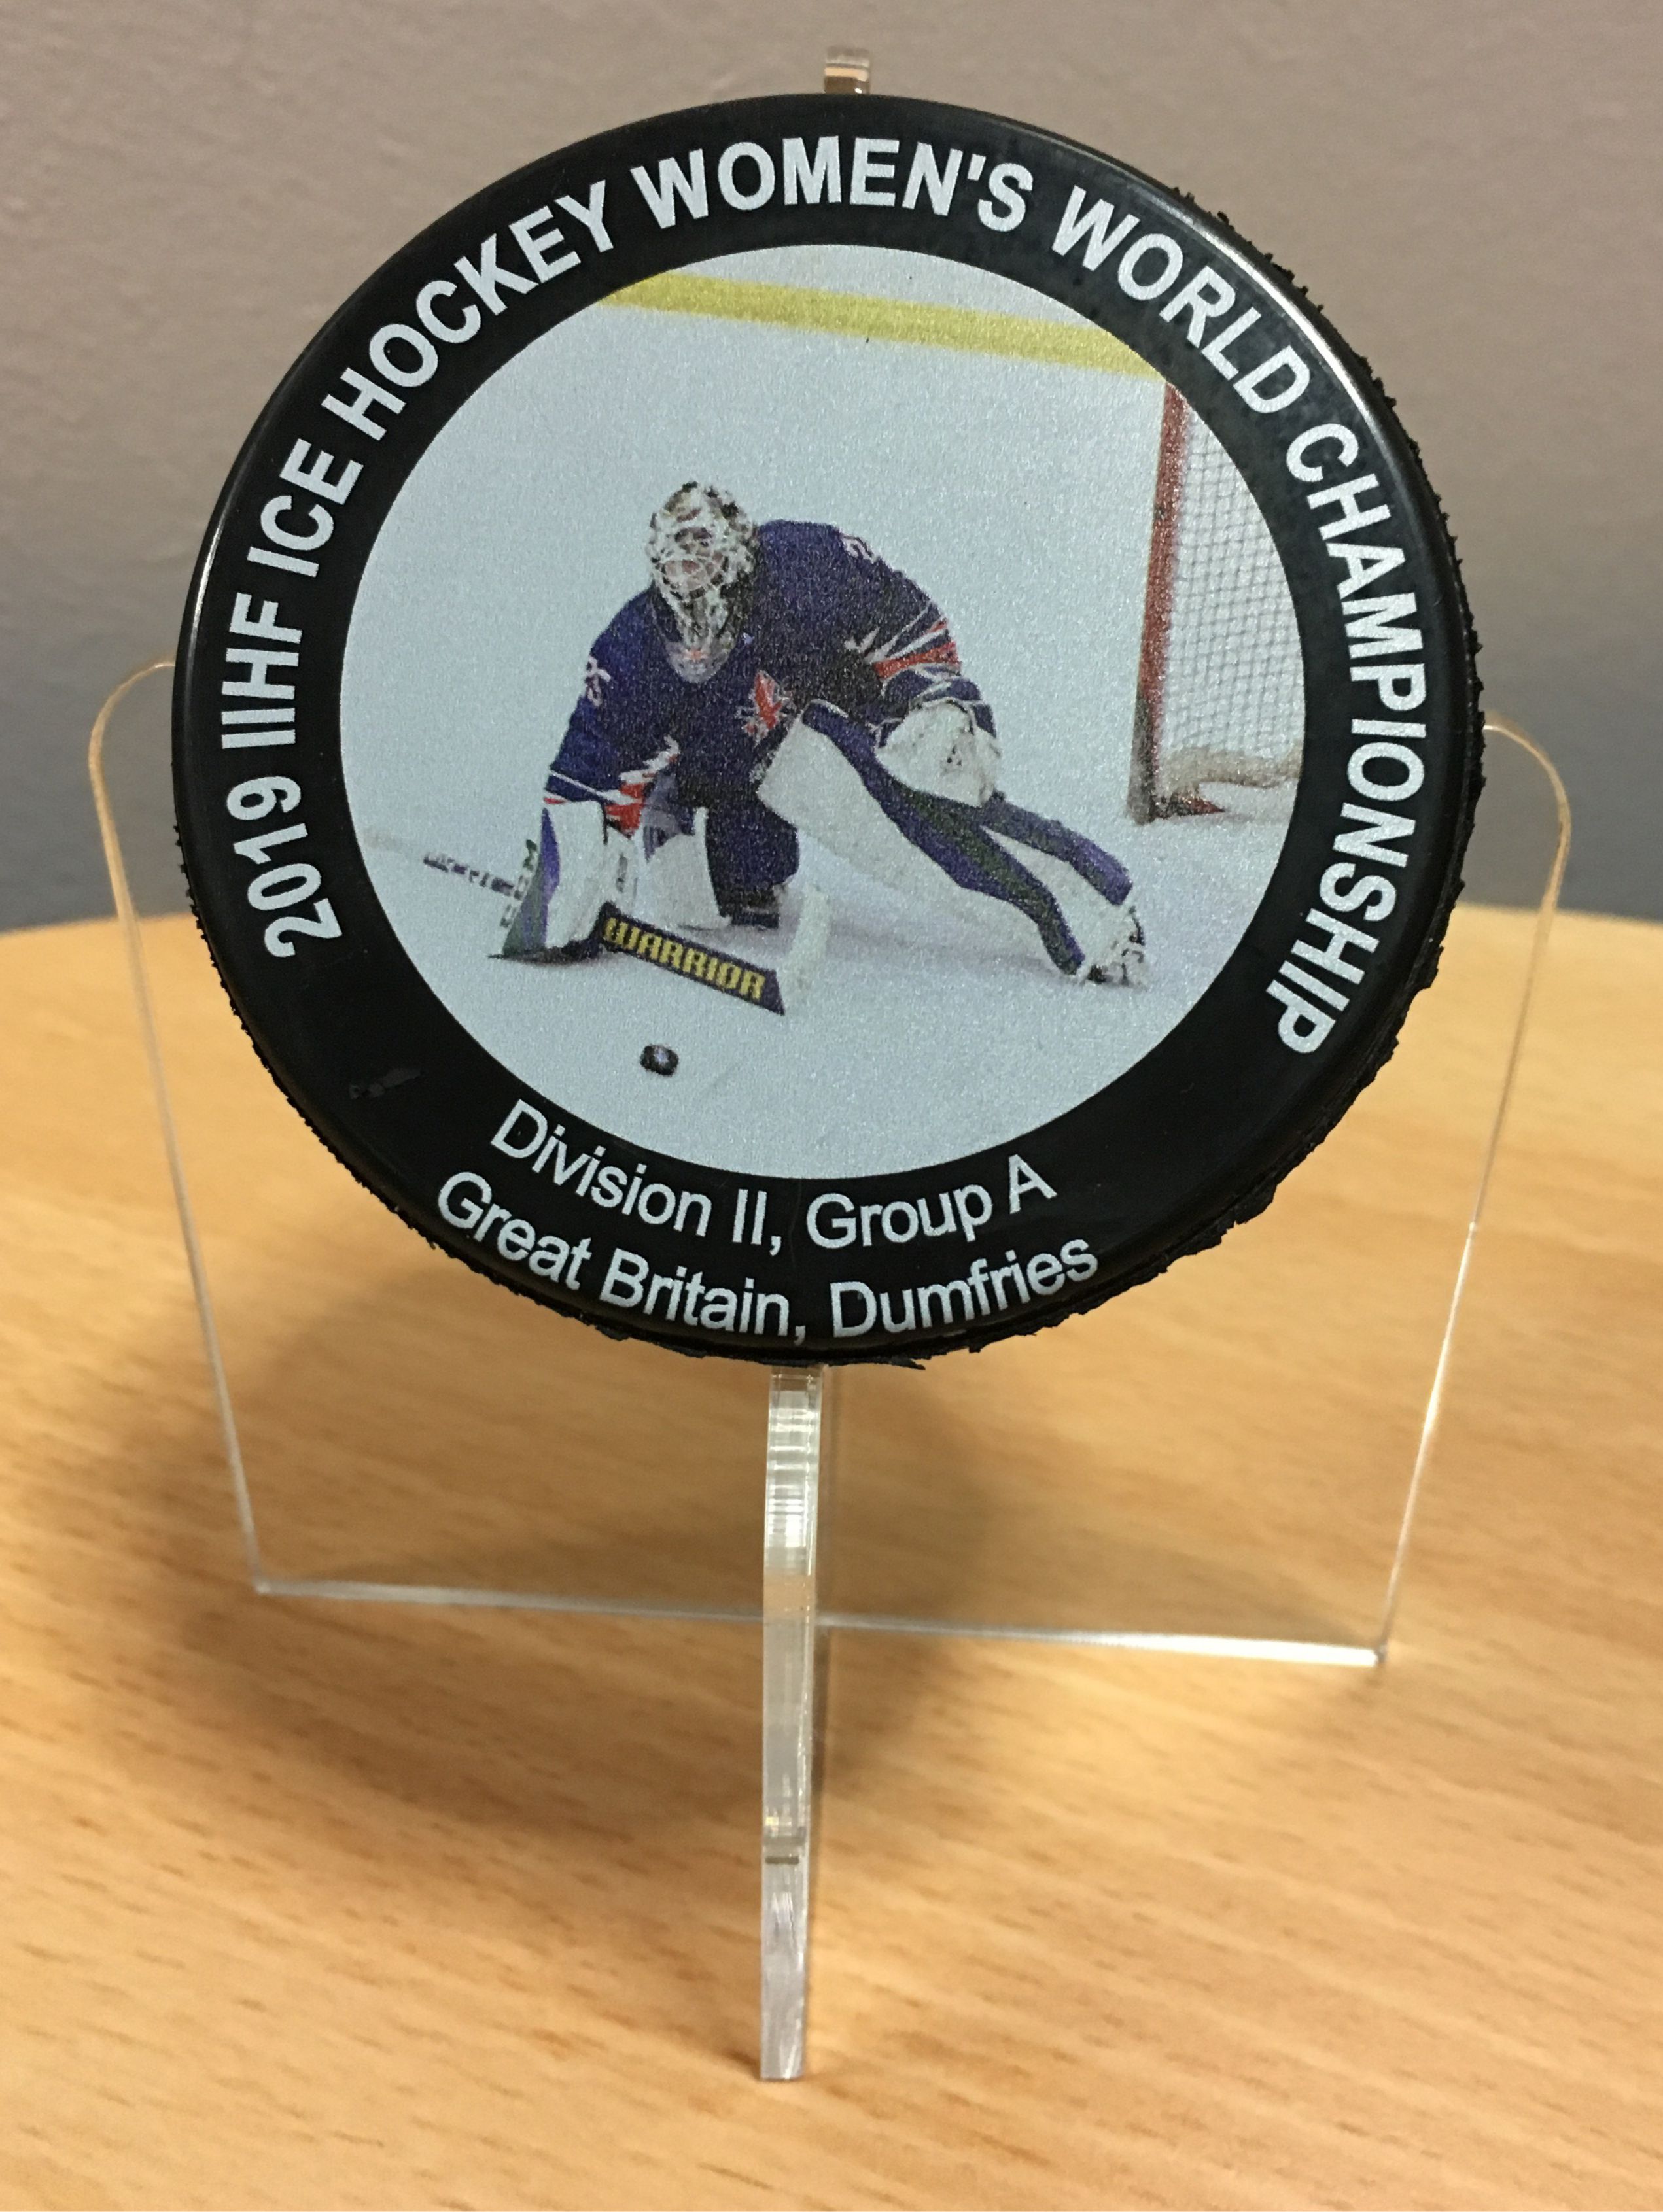 2019 IIHF ICE HOCKEY WOMEN'S WORLD CHAMPIONSHIP
WARRIOR
Division II, Group A
Great Britain, Dumfries